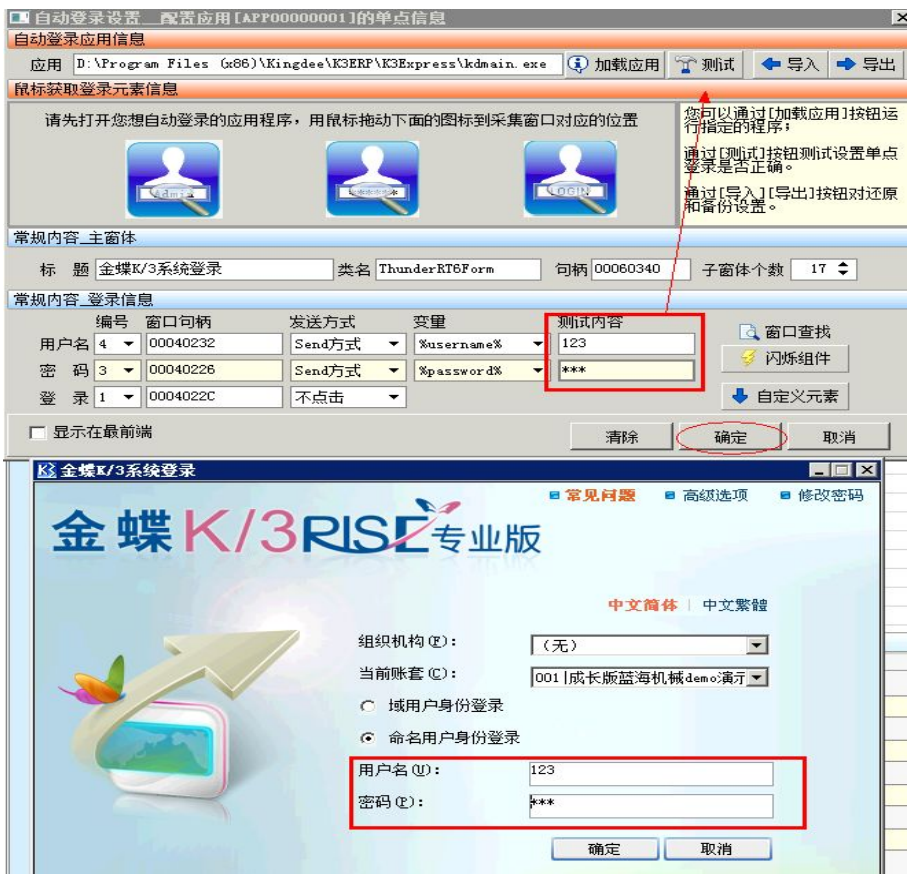 自动登录设置__配置应用[APP00000001]的单点信息
自动登录应用信息
应用 D:\Program Files (x86)\Kingdee\K3ERP\K3Express\kdmain.exe 加载应用 测试 导入 导出
鼠标获取登录元素信息
请先打开您想自动登录的应用程序，用鼠标拖动下面的图标到采集窗口对应的位置
Admin ****** LOGIN
您可以通过[加载应用]按钮运
行指定的程序；
通过[测试]按钮测试设置单点
登录是否正确。
通过[导入][导出]按钮对还原
和备份设置。
常规内容_主窗体
标 题 金蝶K/3系统登录 类名 ThunderRT6Form 句柄 00060340 子窗体个数 17
常规内容_登录信息
编号 窗口句柄 发送方式 变量 测试内容
用户名 4 00040232 Send方式 %username% 123
密 码 3 00040226 Send方式 %password% ***
登 录 1 0004022C 不点击
窗口查找
闪烁组件
自定义元素
显示在最前端 清除 确定 取消
K3 金蝶K/3系统登录
常见问题 高级选项 修改密码
金蝶K/3RISE专业版
中文简体 | 中文繁體
组织机构(F)： (无)
当前账套(C)： 001|成长版蓝海机械demo演示
域用户身份登录
命名用户身份登录
用户名(U)： 123
密码(P)： ***
确定 取消